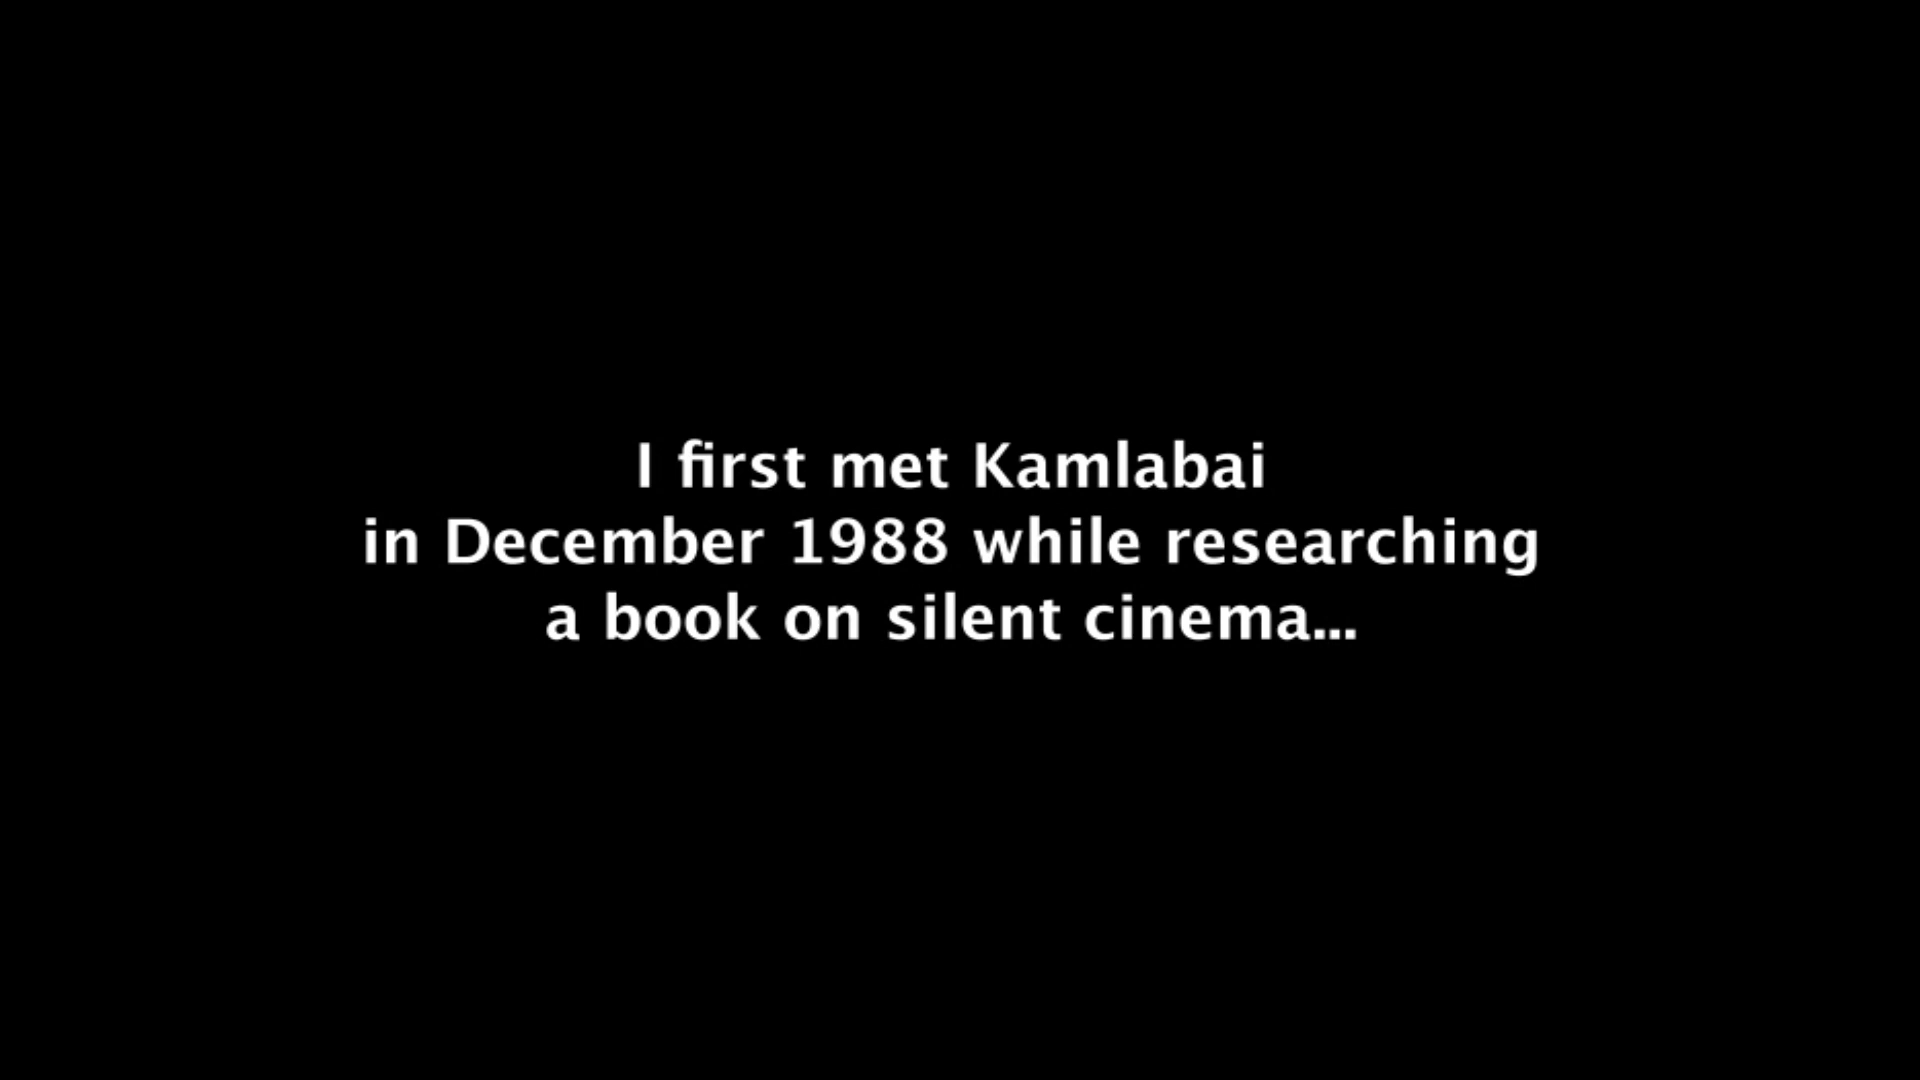 I first met Kamlabai
in December 1988 while researching
a book on silent cinema...